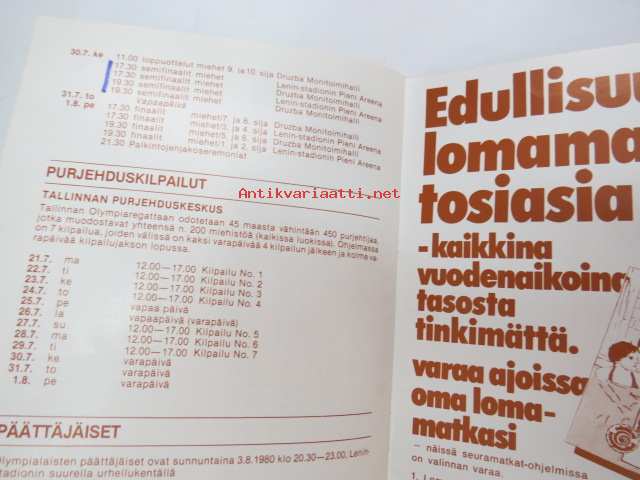 30.7. ke 11.00 loppuottelut miehet 9. ja 10. sija Druzba Monitoimihalli
17.30 semifinaalit miehet Lenin-stadionin Pieni Areena
17.30 semifinaalit miehet Druzba Monitoimihalli
19.30 semifinaalit miehet Lenin-stadionin Pieni Areena
19.30 semifinaalit miehet Druzba Monitoimihalli
31.7. to vapaapäivä
1.8. pe 17.30 finaalit miehet/7. ja 8. sija Druzba Monitoimihalli
17.30 finaalit miehet/3. ja 4. sija Lenin-stadionin Pieni Areena
19.30 finaalit miehet/5. ja 6. sija Druzba Monitoimihalli
19.30 finaalit miehet/1. ja 2. sija Lenin-stadionin Pieni Areena
21.30 Palkintojenjakoseremoniat
PURJEHDUSKILPAILUT
Antikvariaatti.net
TALLINNAN PURJEHDUSKESKUS
Tallinnan Olympiaregattaan odotetaan 45 maasta vähintään 450 purjehtijaa,
jotka muodostavat yhteensä n. 200 miehistöä (kaikissa luokissa). Ohjelmassa
on 7 kilpailua, joiden välissä on kaksi varapäivää 4 kilpailun jälkeen ja kolme va-
rapäivää kilpailujakson lopussa.
21.7. ma 12.00—17.00 Kilpailu No. 1
22.7. ti 12.00—17.00 Kilpailu No. 2
23.7. ke 12.00—17.00 Kilpailu No. 3
24.7. to 12.00—17.00 Kilpailu No. 4
25.7. pe vapaa päivä
26.7. la vapaapäivä (varapäivä)
27.7. su 12.00—17.00 Kilpailu No. 5
28.7. ma 12.00—17.00 Kilpailu No. 6
29.7. ti 12.00—17.00 Kilpailu No. 7
30.7. ke varapäivä
31.7. to varapäivä
1.8. pe varapäivä
PÄÄTTÄJÄISET
Olympialaisten päättäjäiset ovat sunnuntaina 3.8.1980 klo 20.30—23.00, Lenin-
stadionin suurella urheilukentällä
Edullisuu
lomama
tosiasia
- kaikkina
vuodenaikoina
tasosta
tinkimättä.
varaa ajoissa
oma loma-
matkasi
– näissä seuramatkat-ohjelmissa
on valinnan varaa.